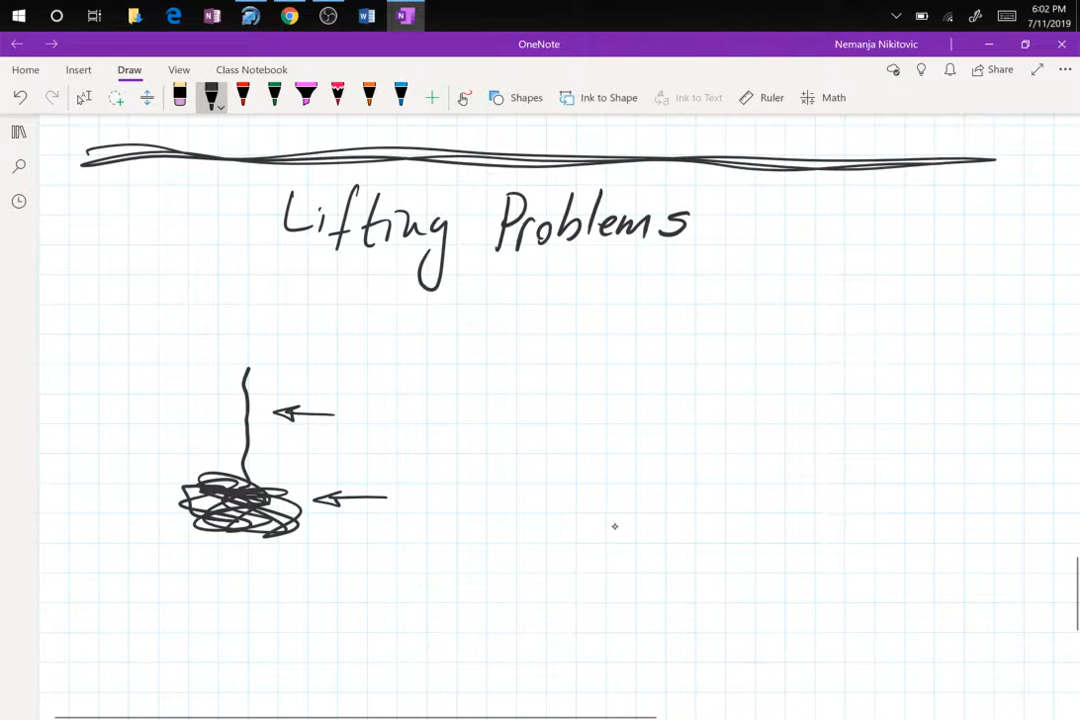 6:02 PM
7/11/2019
OneNote
Nemanja Nikitovic
Home Insert Draw View Class Notebook Share
Shapes Ink to Shape Ink to Text Ruler Math
Lifting Problems